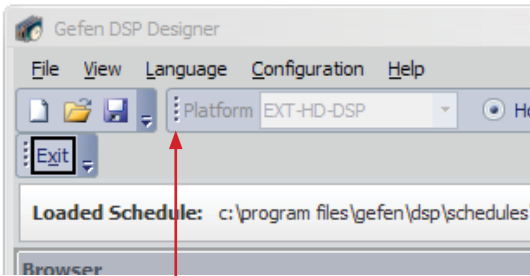 Gefen DSP Designer
File View Language Configuration Help
Platform EXT-HD-DSP
Exit
Loaded Schedule: c:\program files\gefen\dsp\schedules
Browser